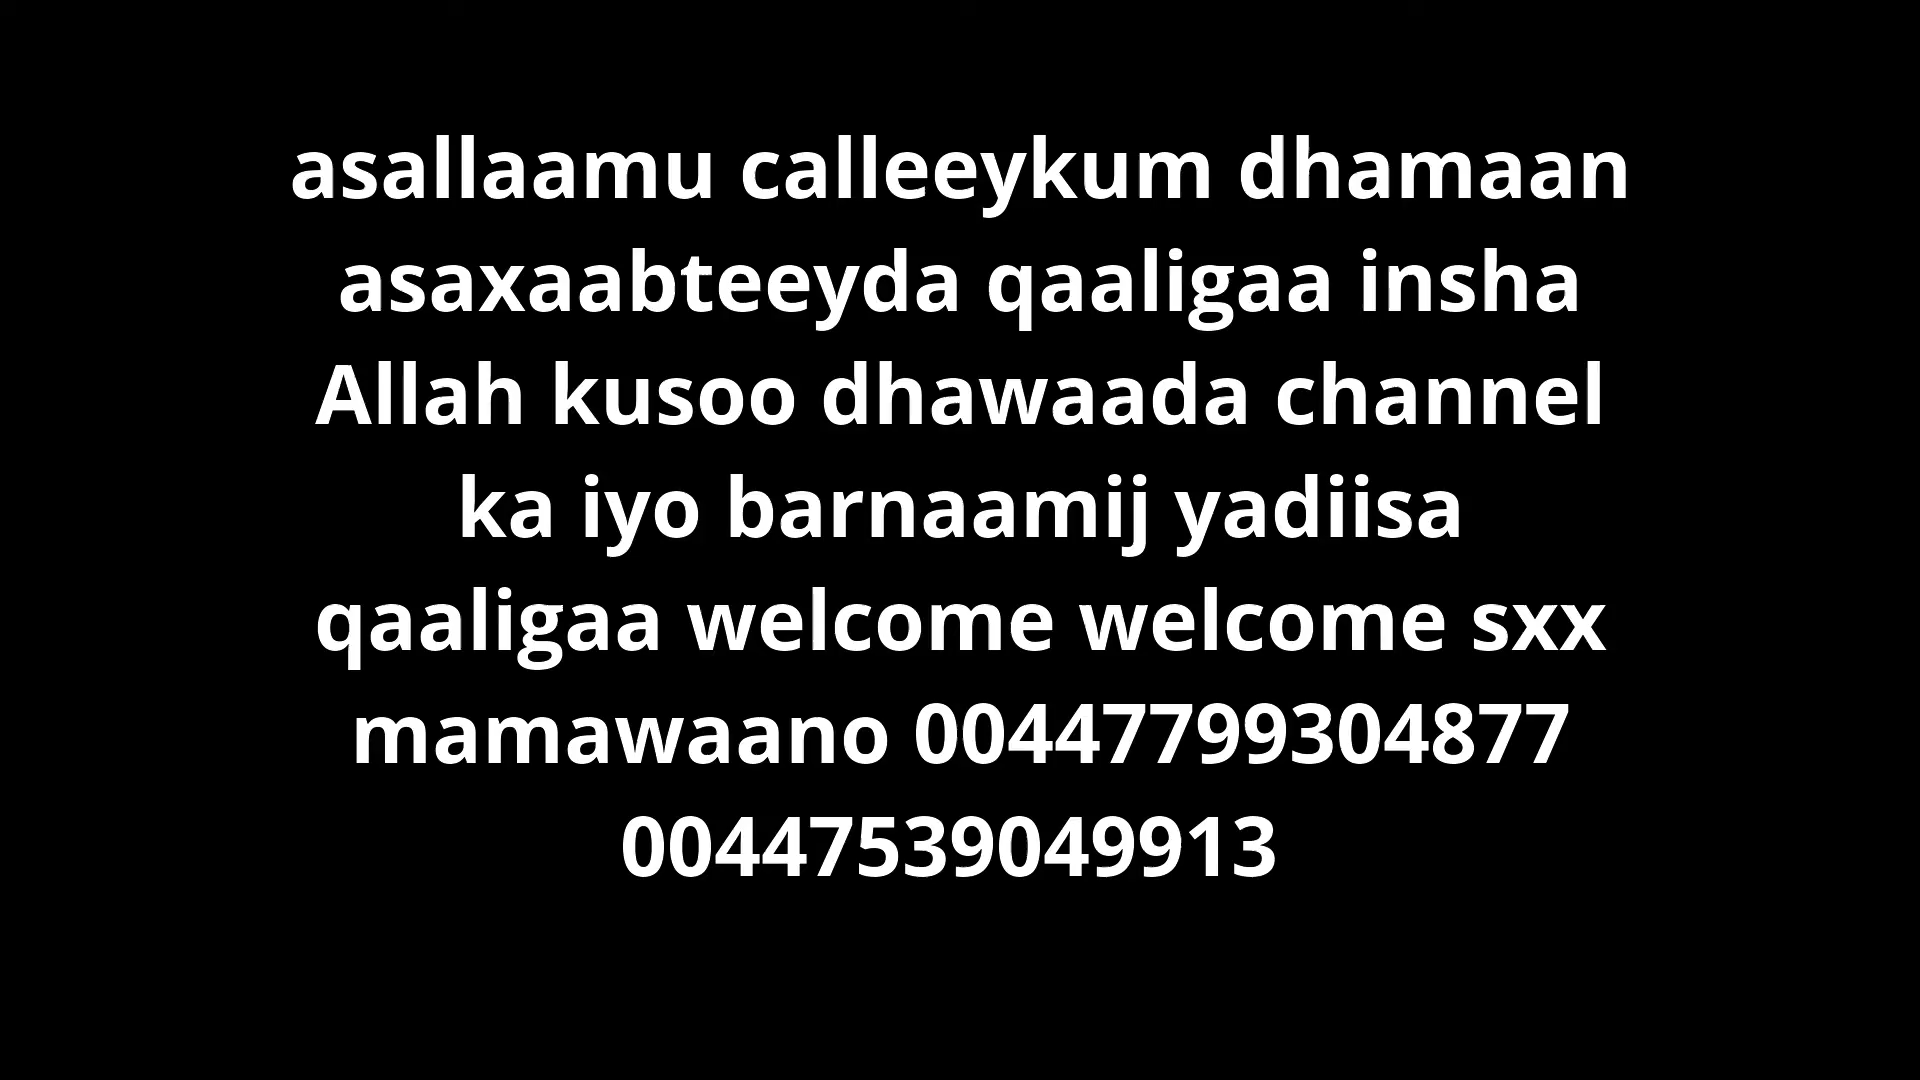 asallaamu calleeykum dhamaan
asaxaabteeyda qaaligaa insha
Allah kusoo dhawaada channel
ka iyo barnaamij yadiisa
qaaligaa welcome welcome sxx
mamawaano 00447799304877
00447539049913